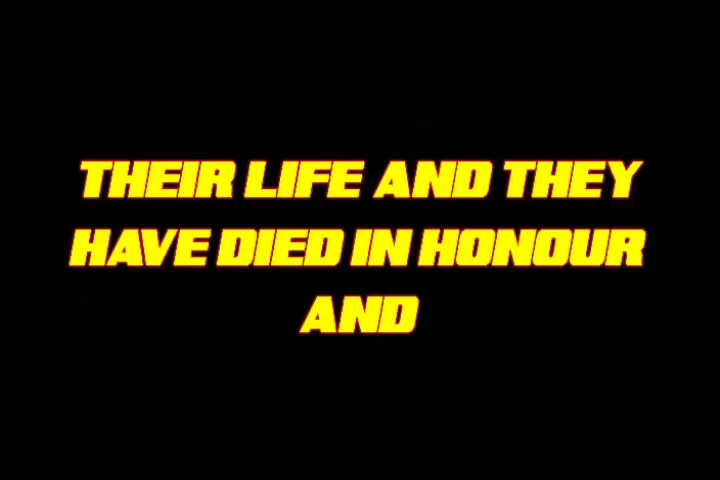 THEIR LIFE AND THEY
HAVE DIED IN HONOUR
AND